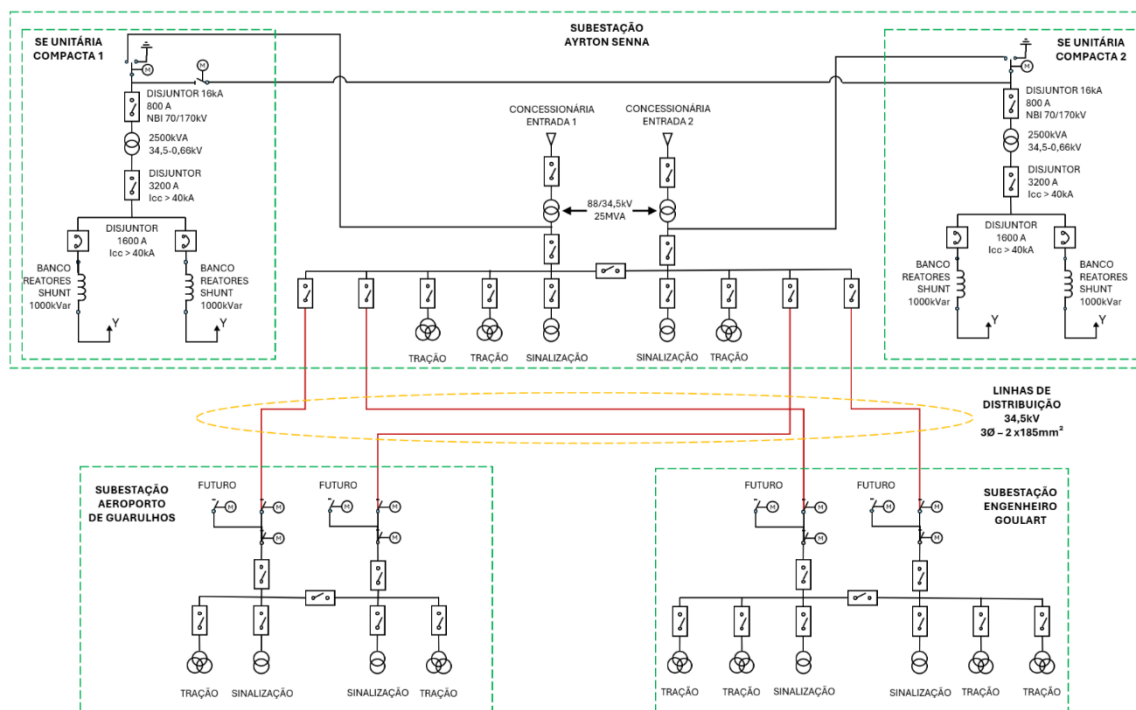 SUBESTAÇÃO
AYRTON SENNA
SE UNITÁRIA
COMPACTA 1
M
M
DISJUNTOR 16kA
800 A
NBI 70/170kV
2500kVA
34,5-0,66kV
DISJUNTOR
3200 A
Icc > 40kA
DISJUNTOR
1600 A
Icc > 40kA
BANCO
REATORES
SHUNT
1000kVar
BANCO
REATORES
SHUNT
1000kVar
Y
Y
CONCESSIONÁRIA
ENTRADA 1
CONCESSIONÁRIA
ENTRADA 2
88/34,5kV
25MVA
TRAÇÃO
TRAÇÃO
SINALIZAÇÃO
SINALIZAÇÃO
TRAÇÃO
SE UNITÁRIA
COMPACTA 2
M
DISJUNTOR 16kA
800 A
NBI 70/170kV
2500kVA
34,5-0,66kV
DISJUNTOR
3200 A
Icc > 40kA
DISJUNTOR
1600 A
Icc > 40kA
BANCO
REATORES
SHUNT
1000kVar
BANCO
REATORES
SHUNT
1000kVar
Y
Y
LINHAS DE
DISTRIBUIÇÃO
34,5kV
3Ø – 2 x185mm²
SUBESTAÇÃO
AEROPORTO
DE GUARULHOS
FUTURO
FUTURO
M
M
M
M
M
M
TRAÇÃO
SINALIZAÇÃO
SINALIZAÇÃO
TRAÇÃO
FUTURO
FUTURO
SUBESTAÇÃO
ENGENHEIRO
GOULART
M
M
M
M
M
M
TRAÇÃO
TRAÇÃO
SINALIZAÇÃO
SINALIZAÇÃO
TRAÇÃO
TRAÇÃO